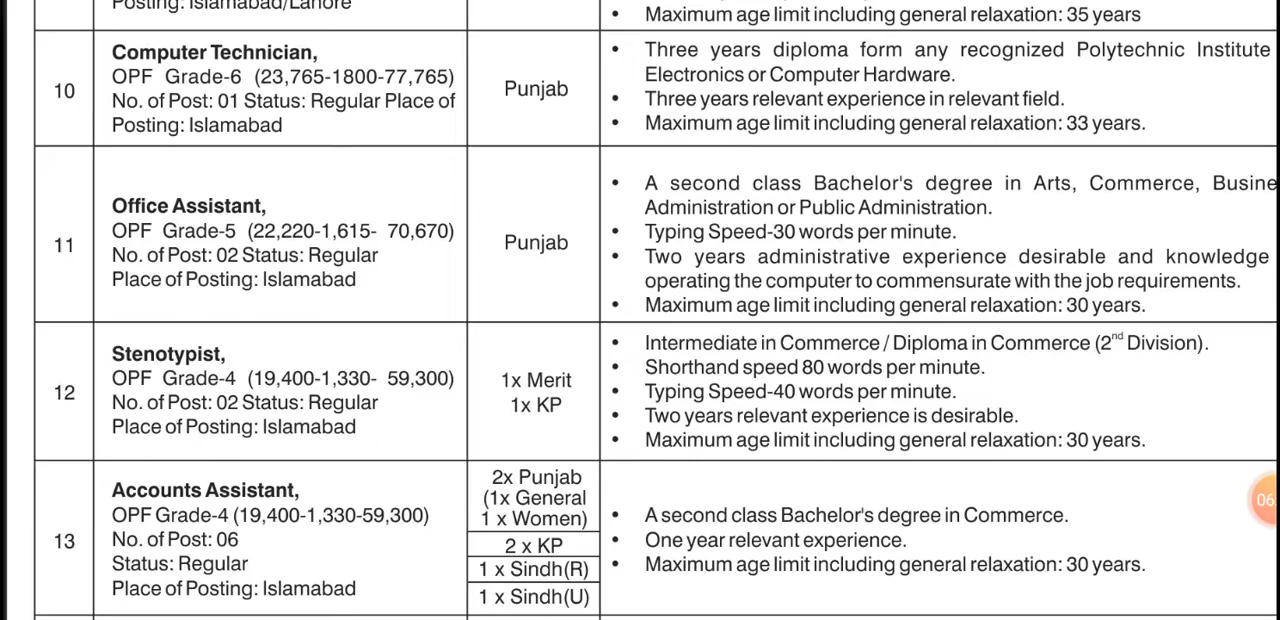 Posting: Islamabad/Lahore
• Maximum age limit including general relaxation: 35 years
10
Computer Technician,
OPF Grade-6 (23,765-1800-77,765)
No. of Post: 01 Status: Regular Place of
Posting: Islamabad
Punjab
• Three years diploma form any recognized Polytechnic Institute
Electronics or Computer Hardware.
• Three years relevant experience in relevant field.
• Maximum age limit including general relaxation: 33 years.
11
Office Assistant,
OPF Grade-5 (22,220-1,615- 70,670)
No. of Post: 02 Status: Regular
Place of Posting: Islamabad
Punjab
• A second class Bachelor's degree in Arts, Commerce, Busine
Administration or Public Administration.
• Typing Speed-30 words per minute.
• Two years administrative experience desirable and knowledge
operating the computer to commensurate with the job requirements.
• Maximum age limit including general relaxation: 30 years.
12
Stenotypist,
OPF Grade-4 (19,400-1,330- 59,300)
No. of Post: 02 Status: Regular
Place of Posting: Islamabad
1x Merit
1x KP
• Intermediate in Commerce / Diploma in Commerce (2nd Division).
• Shorthand speed 80 words per minute.
• Typing Speed-40 words per minute.
• Two years relevant experience is desirable.
• Maximum age limit including general relaxation: 30 years.
13
Accounts Assistant,
OPF Grade-4 (19,400-1,330-59,300)
No. of Post: 06
Status: Regular
Place of Posting: Islamabad
2x Punjab
(1x General
1 x Women)
2 x KP
1 x Sindh(R)
1 x Sindh(U)
• A second class Bachelor's degree in Commerce.
• One year relevant experience.
• Maximum age limit including general relaxation: 30 years.
06